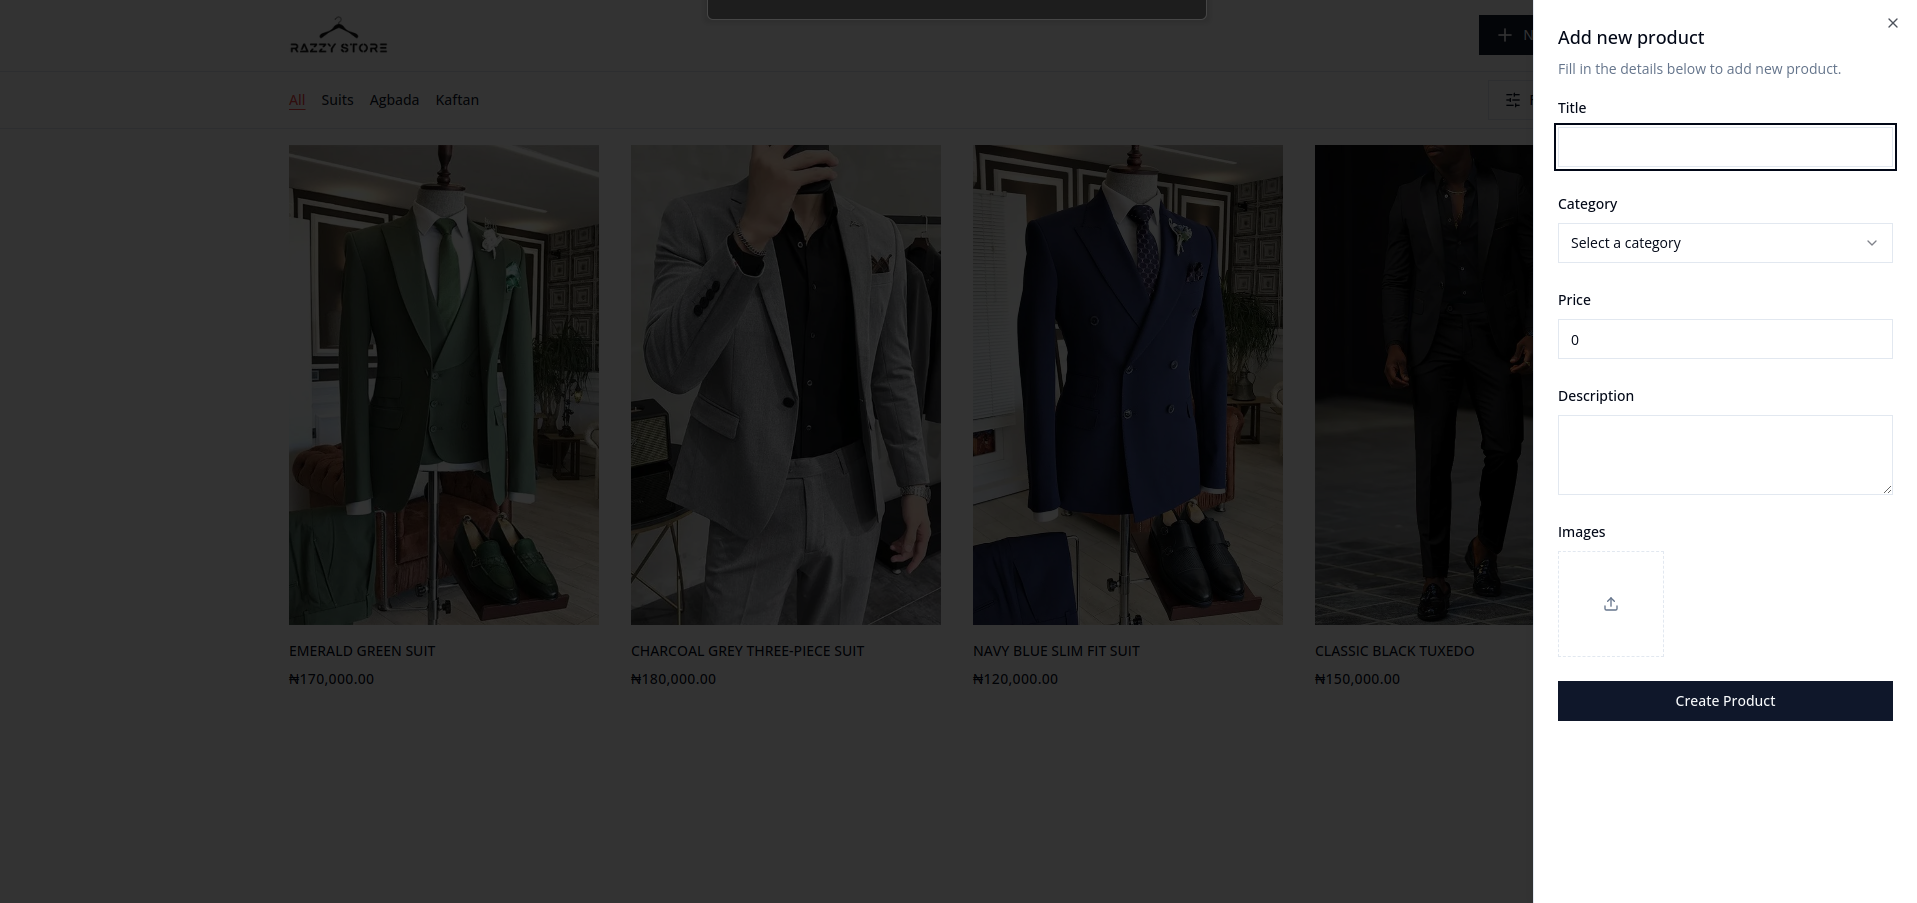 RAZZY STORE
All Suits Agbada Kaftan
EMERALD GREEN SUIT
₦170,000.00
CHARCOAL GREY THREE-PIECE SUIT
₦180,000.00
NAVY BLUE SLIM FIT SUIT
₦120,000.00
CLASSIC BLACK TUXEDO
₦150,000.00
Add new product
Fill in the details below to add new product.
Title
Category
Select a category
Price
0
Description
Images
Create Product